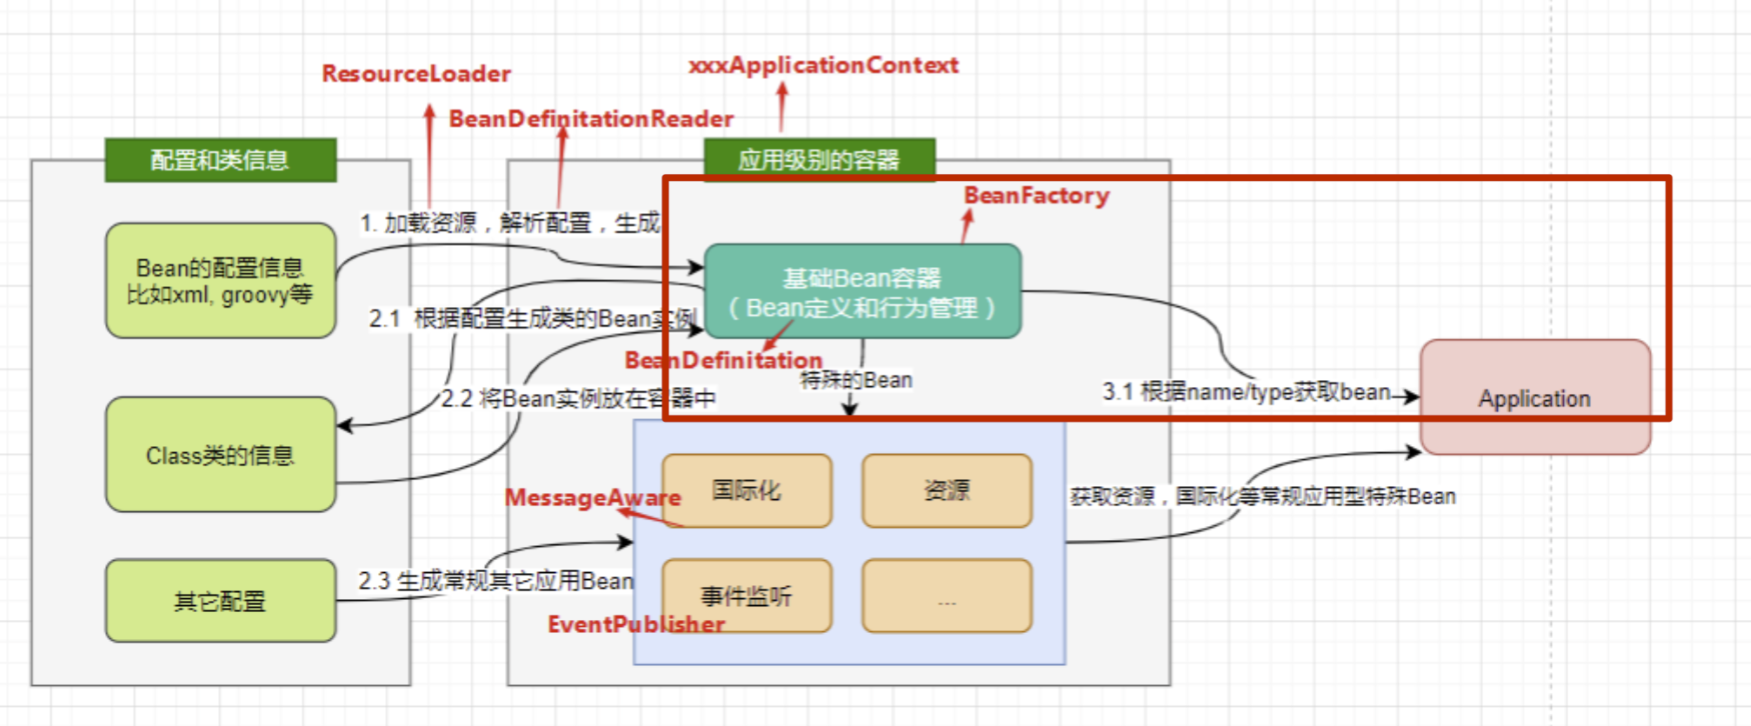 ResourceLoader
xxxApplicationContext
BeanDefinitationReader
配置和类信息
应用级别的容器
BeanFactory
1. 加载资源，解析配置，生成
Bean的配置信息
比如xml, groovy等
基础Bean容器
（Bean定义和行为管理）
2.1 根据配置生成类的Bean实例
BeanDefinitation
特殊的Bean
2.2 将Bean实例放在容器中
3.1 根据name/type获取bean
Application
Class类的信息
MessageAware
国际化
资源
获取资源，国际化等常规应用型特殊Bean
2.3 生成常规其它应用Bean
其它配置
事件监听
...
EventPublisher